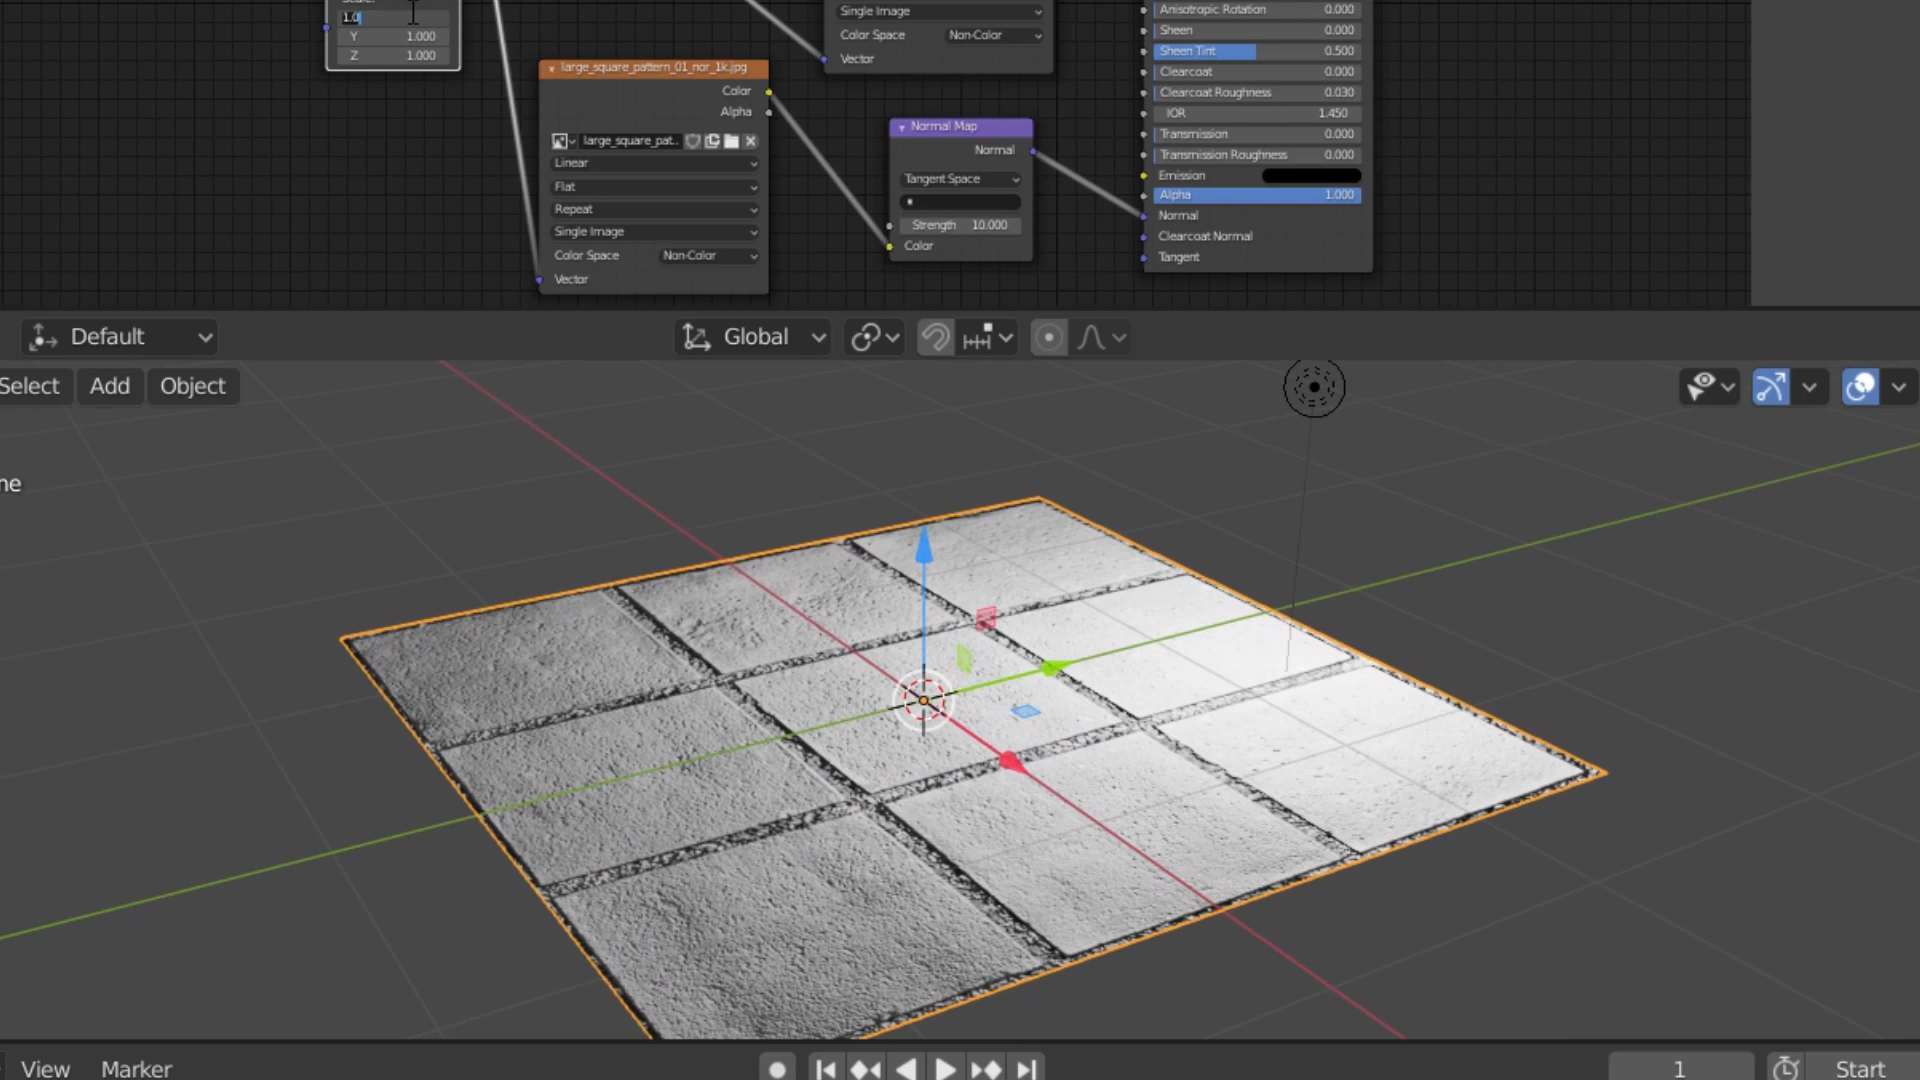 1.0
Y 1.000
Z 1.000
large_square_pattern_01_nor_1k.jpg
Color
Alpha
large_square_pat..
Linear
Flat
Repeat
Single Image
Color Space Non-Color
Vector
Single Image
Color Space Non-Color
Vector
Normal Map
Normal
Tangent Space
Strength 10.000
Color
Anisotropic Rotation 0.000
Sheen 0.000
Sheen Tint 0.500
Clearcoat 0.000
Clearcoat Roughness 0.030
IOR 1.450
Transmission 0.000
Transmission Roughness 0.000
Emission
Alpha 1.000
Normal
Clearcoat Normal
Tangent
Default
Global
Select Add Object
ne
View Marker
1
Start